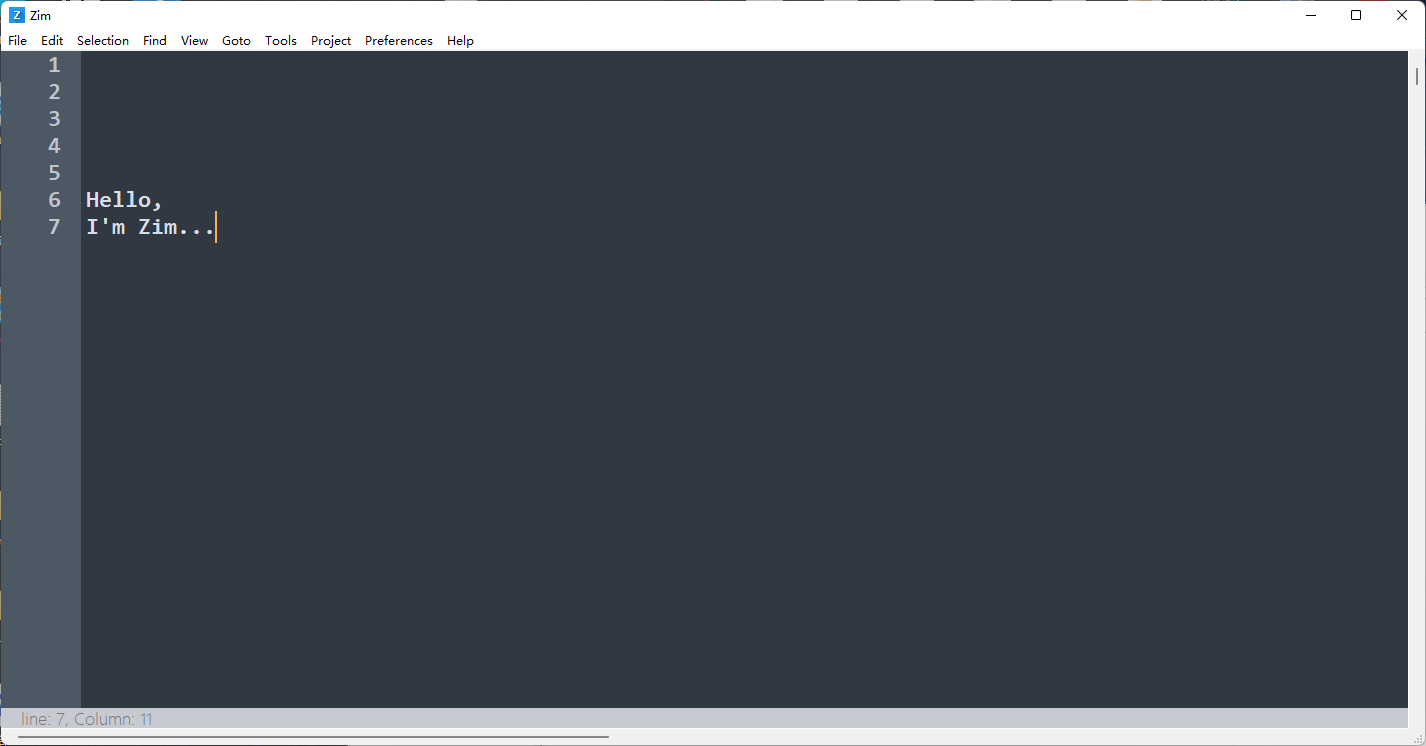 Z Zim
File Edit Selection Find View Goto Tools Project Preferences Help
1
2
3
4
5
6 Hello,
7 I'm Zim...
line: 7, Column: 11